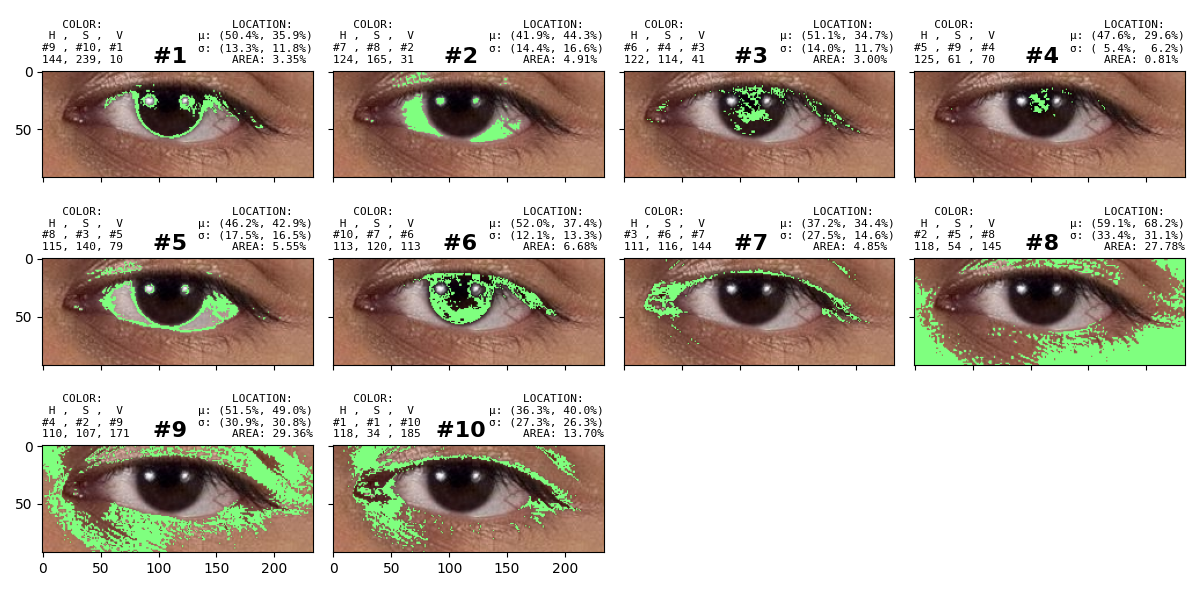 COLOR: LOCATION:
H , S , V μ: (50.4%, 35.9%)
#9 , #10, #1 #1 σ: (13.3%, 11.8%)
144, 239, 10 AREA: 3.35%
COLOR: LOCATION:
H , S , V μ: (41.9%, 44.3%)
#7 , #8 , #2 #2 σ: (14.4%, 16.6%)
124, 165, 31 AREA: 4.91%
COLOR: LOCATION:
H , S , V μ: (51.1%, 34.7%)
#6 , #4 , #3 #3 σ: (14.0%, 11.7%)
122, 114, 41 AREA: 3.00%
COLOR: LOCATION:
H , S , V μ: (47.6%, 29.6%)
#5 , #9 , #4 #4 σ: ( 5.4%, 6.2%)
125, 61 , 70 AREA: 0.81%
0
50
COLOR: LOCATION:
H , S , V μ: (46.2%, 42.9%)
#8 , #3 , #5 #5 σ: (17.5%, 16.5%)
115, 140, 79 AREA: 5.55%
COLOR: LOCATION:
H , S , V μ: (52.0%, 37.4%)
#10, #7 , #6 #6 σ: (12.1%, 13.3%)
113, 120, 113 AREA: 6.68%
COLOR: LOCATION:
H , S , V μ: (37.2%, 34.4%)
#3 , #6 , #7 #7 σ: (27.5%, 14.6%)
111, 116, 144 AREA: 4.85%
COLOR: LOCATION:
H , S , V μ: (59.1%, 68.2%)
#2 , #5 , #8 #8 σ: (33.4%, 31.1%)
118, 54 , 145 AREA: 27.78%
0
50
COLOR: LOCATION:
H , S , V μ: (51.5%, 49.0%)
#4 , #2 , #9 #9 σ: (30.9%, 30.8%)
110, 107, 171 AREA: 29.36%
COLOR: LOCATION:
H , S , V μ: (36.3%, 40.0%)
#1 , #1 , #10 #10 σ: (27.3%, 26.3%)
118, 34 , 185 AREA: 13.70%
0
50
0 50 100 150 200
0 50 100 150 200